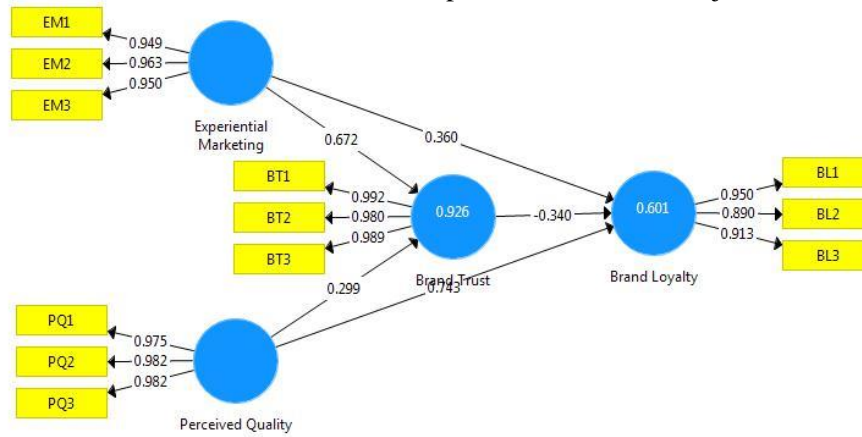 EM1
0.949
EM2
0.963
0.950
EM3
Experiential
Marketing
0.672
0.360
BT1
0.992
BT2
0.980
0.989
BT3
0.926
-0.340
0.601
Brand Trust
Brand Loyalty
BL1
0.950
0.890
BL2
0.913
BL3
0.299
0.743
PQ1
0.975
PQ2
0.982
0.982
PQ3
Perceived Quality